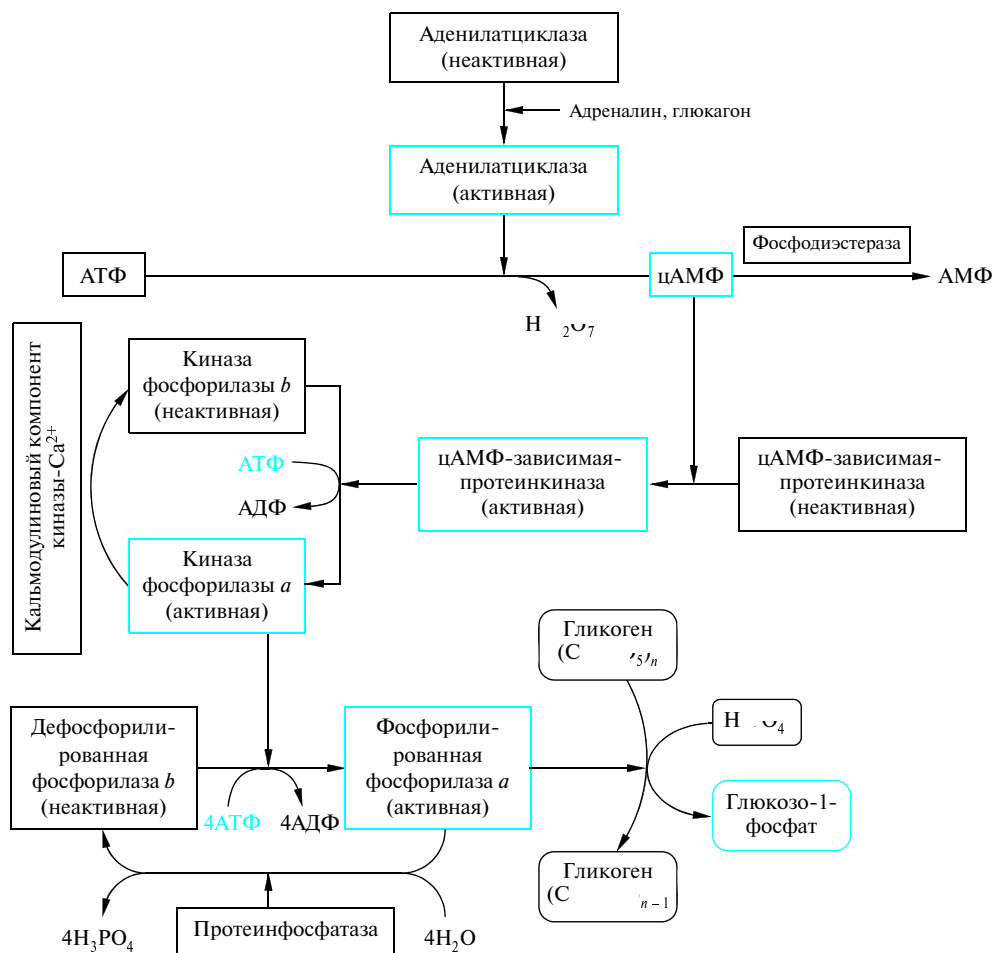 Аденилатциклаза
(неактивная)
Адреналин, глюкагон
Аденилатциклаза
(активная)
Фосфодиэстераза
АТФ
цАМФ
АМФ
Кальмодулиновый компонент
киназы-Ca²⁺
Киназа
фосфорилазы b
(неактивная)
АТФ
АДФ
цАМФ-зависимая-
протеинкиназа
(активная)
цАМФ-зависимая-
протеинкиназа
(неактивная)
Киназа
фосфорилазы a
(активная)
Гликоген
Дефосфорили-
рованная
фосфорилаза b
(неактивная)
4АТФ
4АДФ
Фосфорили-
рованная
фосфорилаза a
(активная)
Глюкозо-1-
фосфат
Гликоген
4H₃PO₄
Протеинфосфатаза
4H₂O